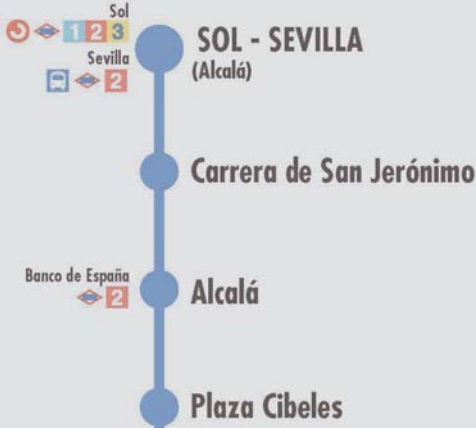 Sol
1 2 3
SOL - SEVILLA
Sevilla
(Alcalá)
2
Carrera de San Jerónimo
Banco de España
2
Alcalá
Plaza Cibeles